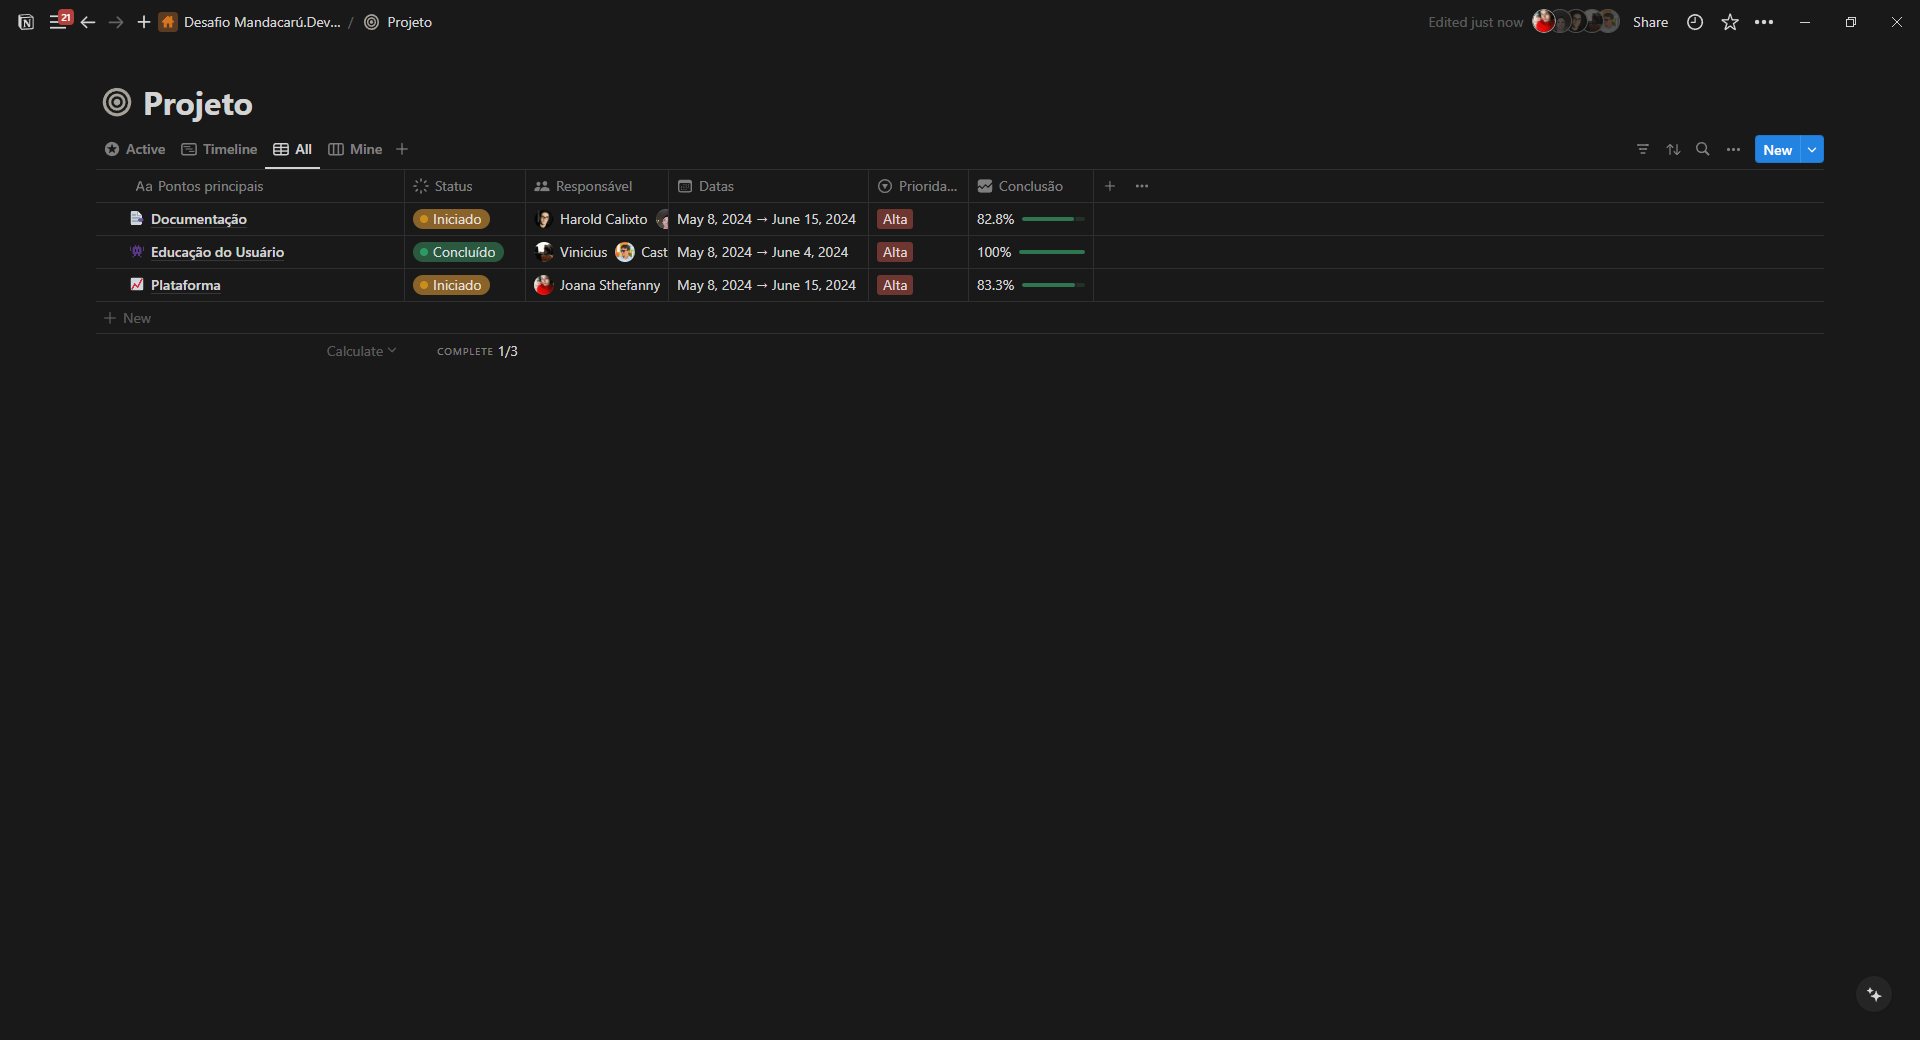 21 Desafio Mandacarú.Dev... / Projeto Edited just now Share
Projeto
Active Timeline All Mine New
Aa Pontos principais Status Responsável Datas Priorida... Conclusão
Documentação Iniciado Harold Calixto May 8, 2024 → June 15, 2024 Alta 82.8%
Educação do Usuário Concluído Vinicius Cast May 8, 2024 → June 4, 2024 Alta 100%
Plataforma Iniciado Joana Sthefanny May 8, 2024 → June 15, 2024 Alta 83.3%
New
Calculate COMPLETE 1/3